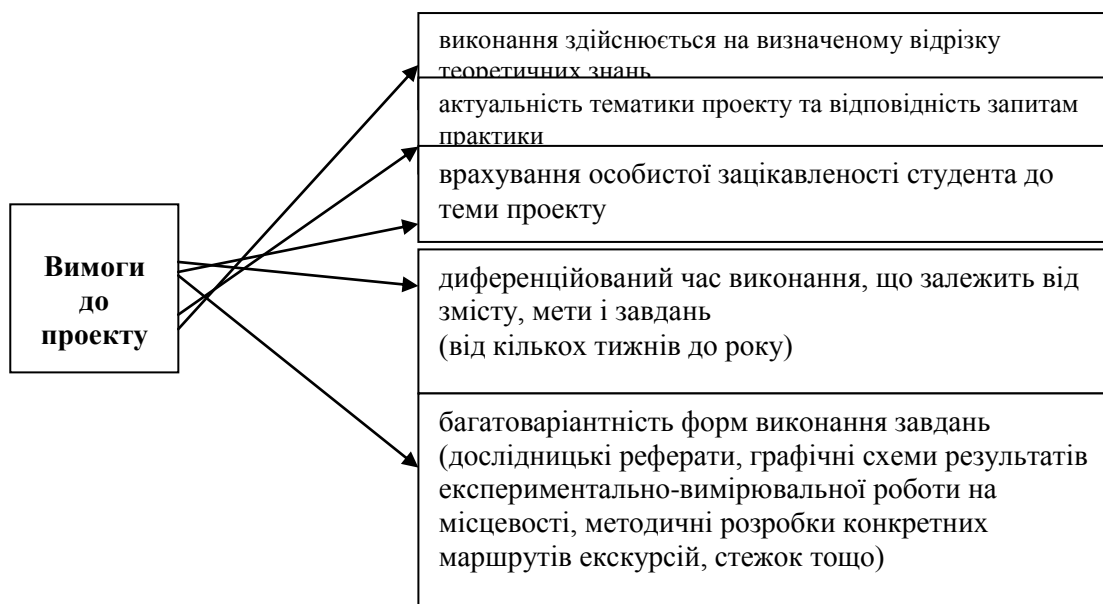 виконання здійснюється на визначеному відрізку
теоретичних знань
актуальність тематики проекту та відповідність запитам
практики
врахування особистої зацікавленості студента до
теми проекту
Вимоги
до
проекту
диференційований час виконання, що залежить від
змісту, мети і завдань
(від кількох тижнів до року)
багатоваріантність форм виконання завдань
(дослідницькі реферати, графічні схеми результатів
експериментально-вимірювальної роботи на
місцевості, методичні розробки конкретних
маршрутів екскурсій, стежок тощо)